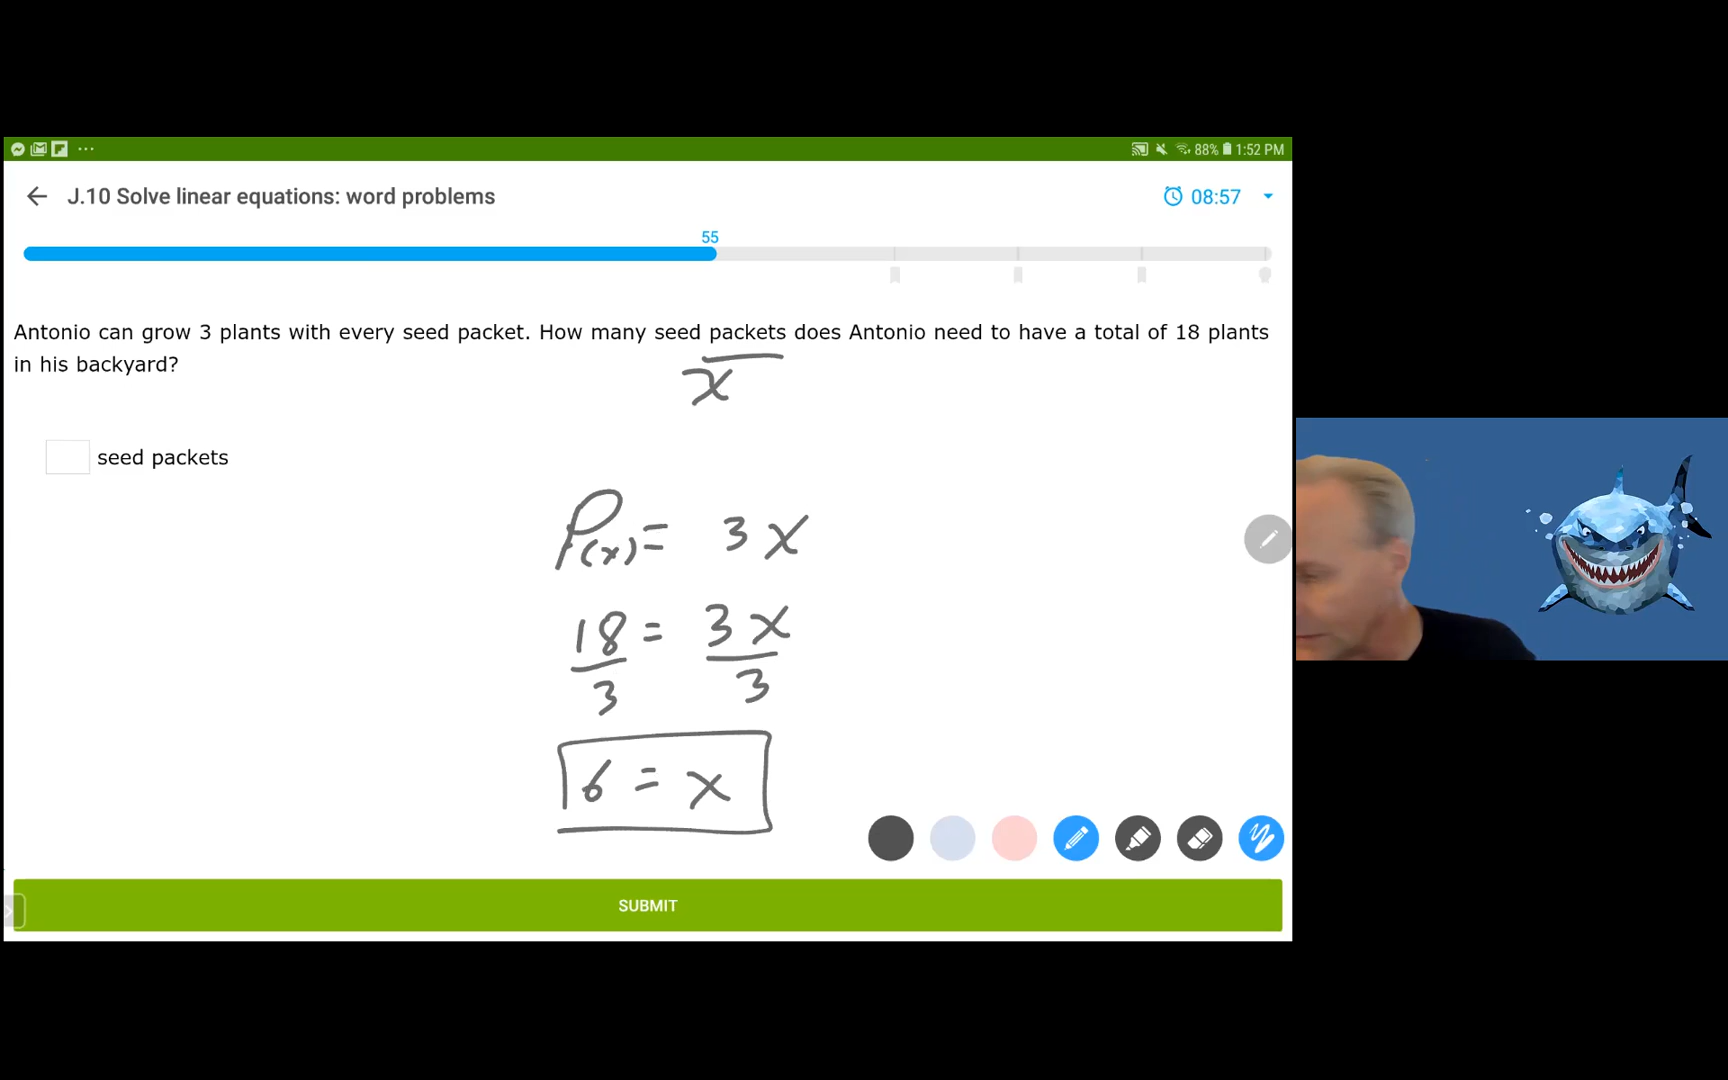 88% 1:52 PM
J.10 Solve linear equations: word problems
08:57
55
Antonio can grow 3 plants with every seed packet. How many seed packets does Antonio need to have a total of 18 plants
in his backyard?
x
seed packets
P(x) = 3x
18 = 3x
3 3
6 = x
SUBMIT